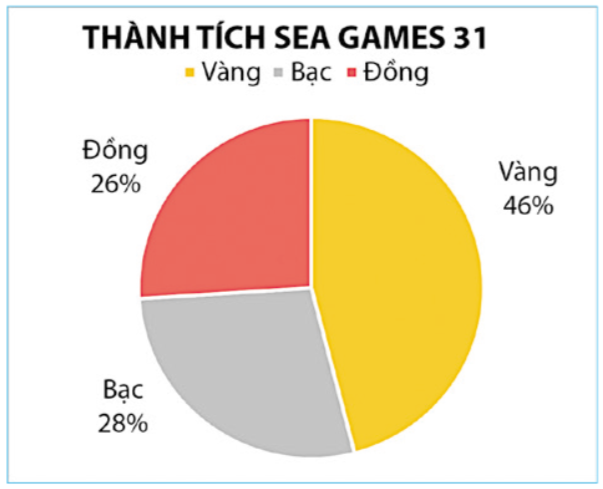 THÀNH TÍCH SEA GAMES 31
Vàng Bạc Đồng
Đồng
26%
Vàng
46%
Bạc
28%